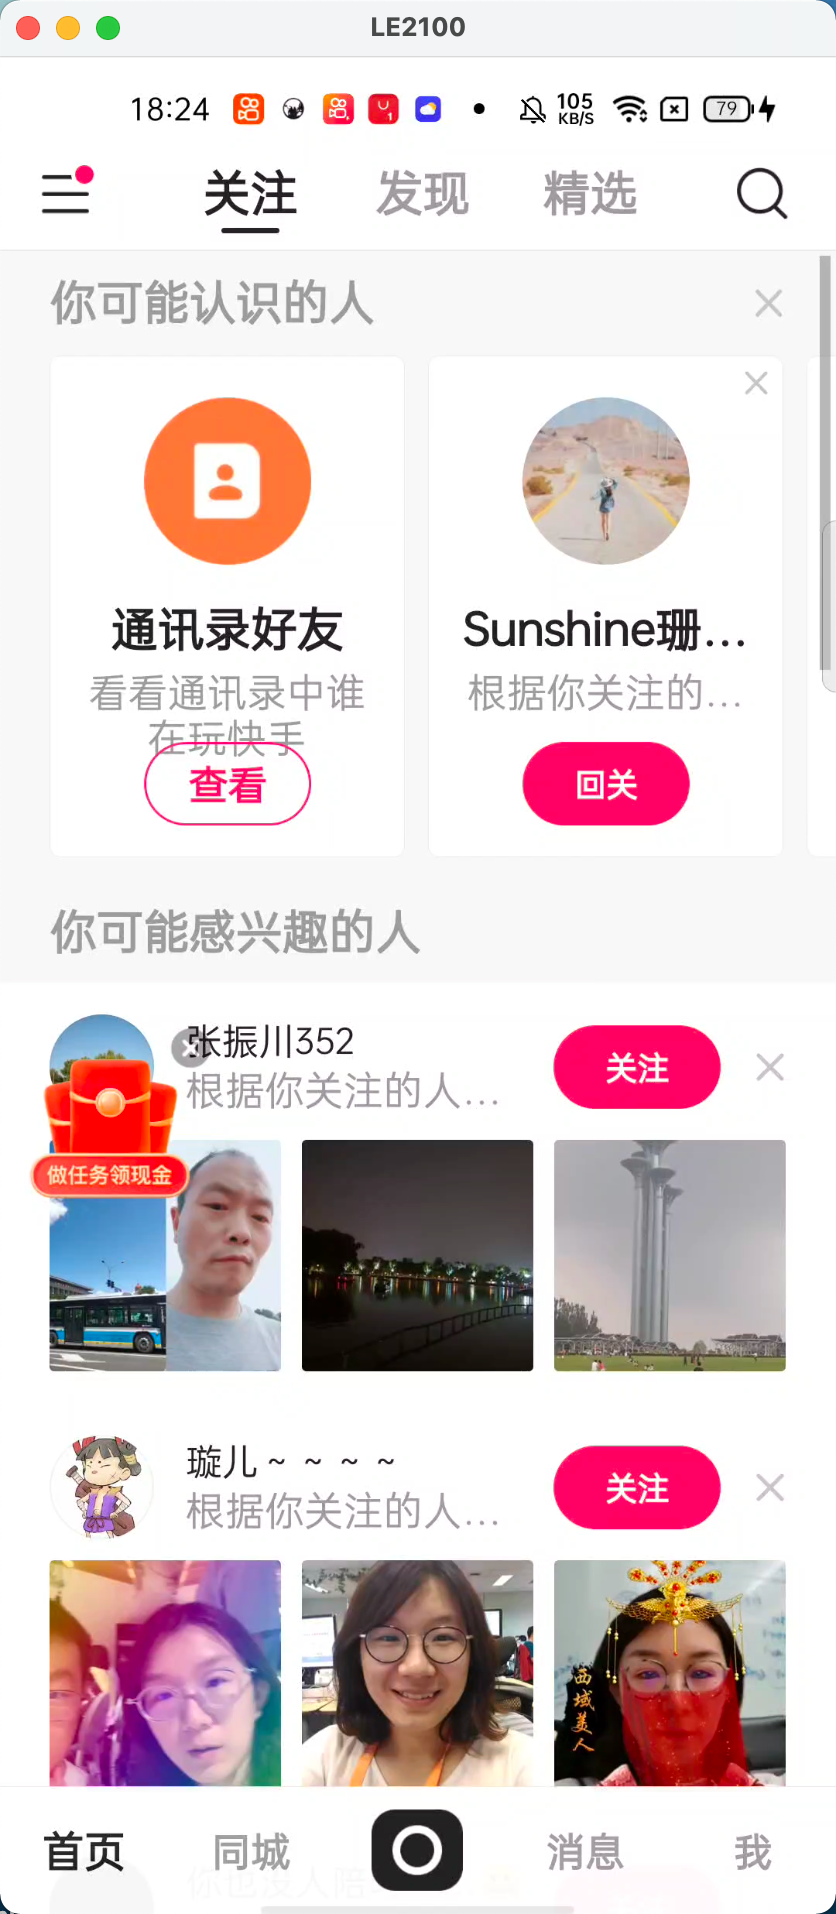 LE2100
18:24
105
KB/S
79
关注
发现
精选
你可能认识的人
通讯录好友
看看通讯录中谁
在玩快手
查看
Sunshine珊...
根据你关注的...
回关
你可能感兴趣的人
张振川352
根据你关注的人...
关注
做任务领现金
璇儿~ ~ ~ ~
根据你关注的人...
关注
西域美人
首页
同城
消息
我